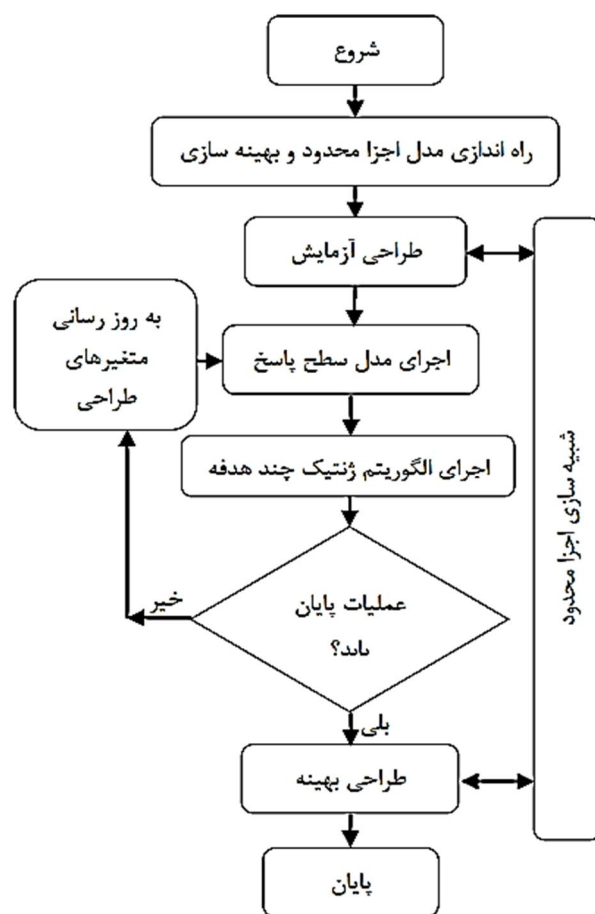 شروع
راه اندازی مدل اجزا محدود و بهینه سازی
طراحی آزمایش
به روز رسانی
متغیرهای
طراحی
اجرای مدل سطح پاسخ
اجرای الگوریتم ژنتیک چند هدفه
شبیه سازی اجزا محدود
عملیات پایان
یابد؟
خیر
بلی
طراحی بهینه
پایان